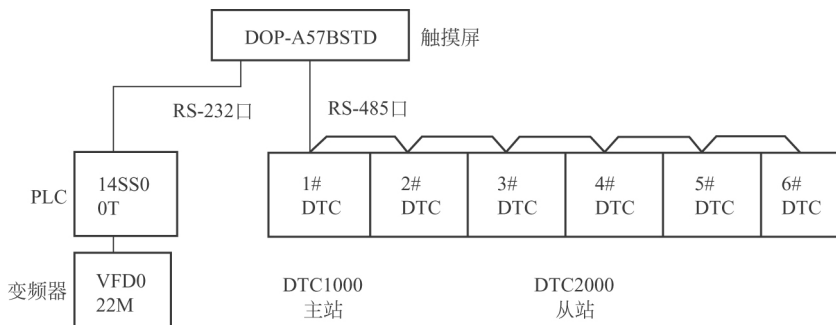 DOP-A57BSTD
触摸屏
RS-232口
RS-485口
PLC
14SS0
0T
1#
DTC
2#
DTC
3#
DTC
4#
DTC
5#
DTC
6#
DTC
变频器
VFD0
22M
DTC1000
主站
DTC2000
从站